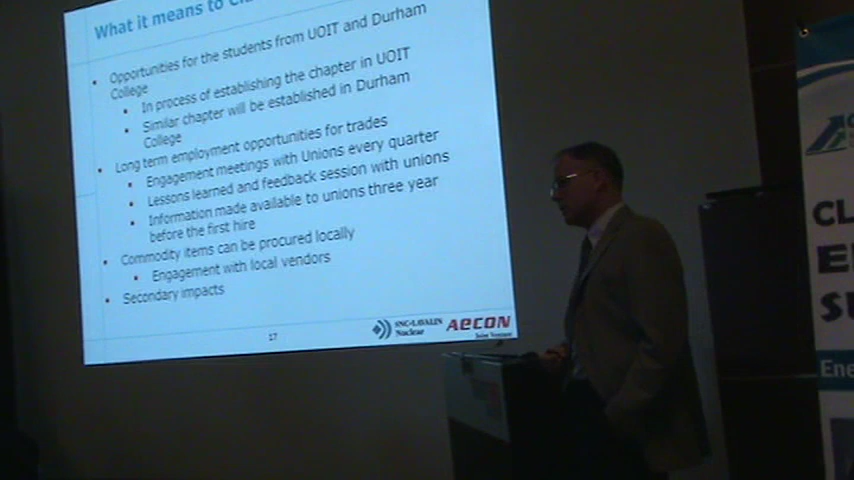 What it means to
Opportunities for the students from UOIT and Durham
College
In process of establishing the chapter in UOIT
Similar chapter will be established in Durham
College
Long term employment opportunities for trades
Engagement meetings with Unions every quarter
Lessons learned and feedback session with unions
Information made available to unions three year
before the first hire
Commodity items can be procured locally
Engagement with local vendors
Secondary impacts
17
SNC·LAVALIN
Nuclear
AECON
Joint Venture
CL
E
SU
Ene